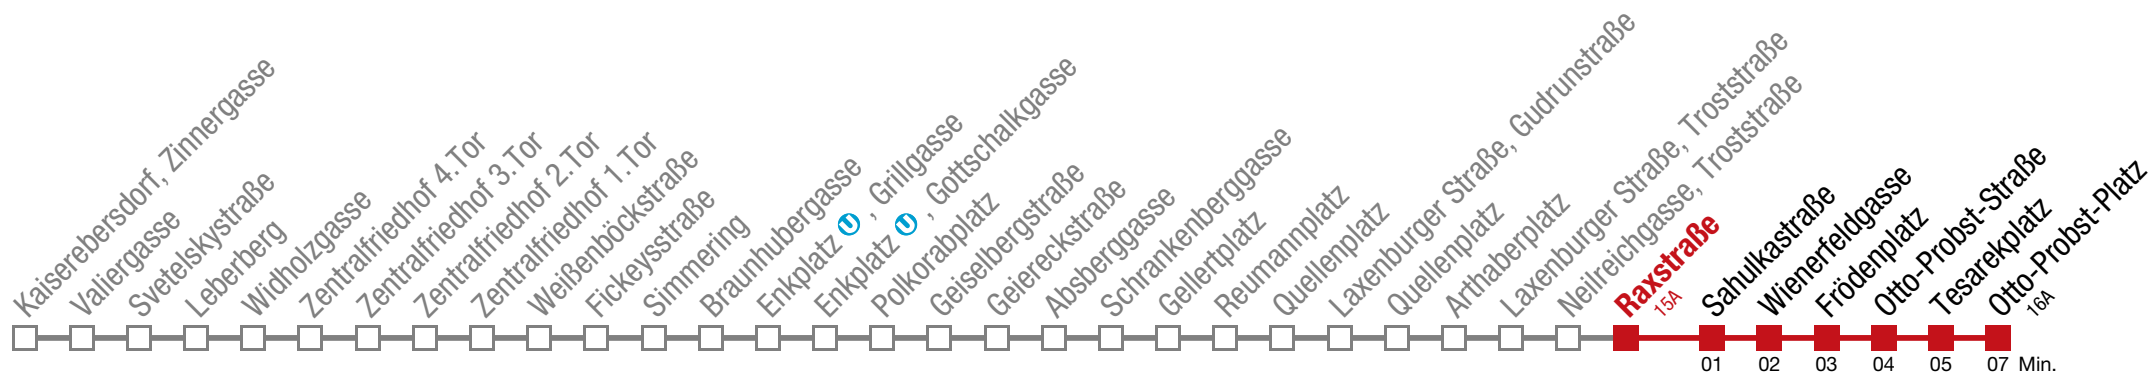 Kaiserebersdorf, Zinnergasse
Valiergasse
Svetelskystraße
Leberberg
Widholzgasse
Zentralfriedhof 4.Tor
Zentralfriedhof 3.Tor
Zentralfriedhof 2.Tor
Zentralfriedhof 1.Tor
Weißenböckstraße
Fickeysstraße
Simmering
Braunhubergasse
Enkplatz U, Grillgasse
Enkplatz U, Gottschalkgasse
Polkorabplatz
Geiselbergstraße
Geiereckstraße
Absberggasse
Schrankenberggasse
Gellertplatz
Reumannplatz
Quellenplatz
Laxenburger Straße, Gudrunstraße
Quellenplatz
Arthaberplatz
Laxenburger Straße, Troststraße
Neilreichgasse, Troststraße
Raxstraße
15A
Sahulkastraße
Wienerfeldgasse
Frödenplatz
Otto-Probst-Straße
Tesarekplatz
Otto-Probst-Platz
16A
01 02 03 04 05 07 Min.